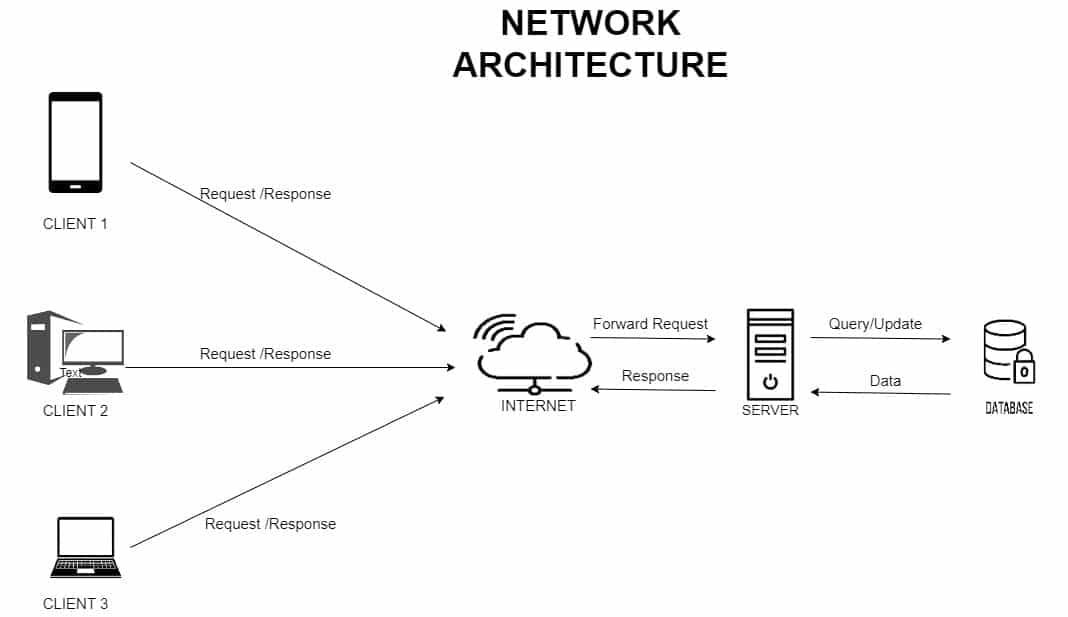 NETWORK
ARCHITECTURE
Request /Response
CLIENT 1
Forward Request
Query/Update
Request /Response
Text
Response
Data
CLIENT 2
INTERNET
SERVER
DATABASE
Request /Response
CLIENT 3